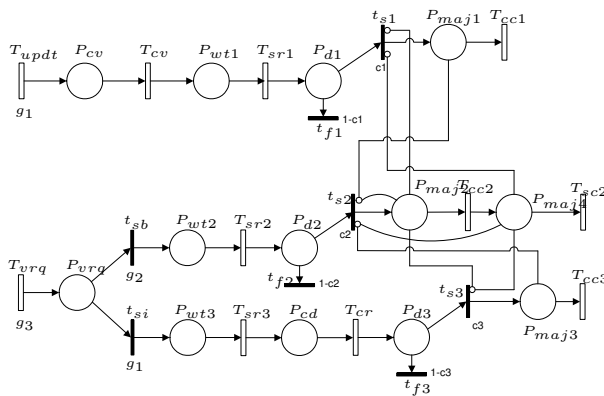 t_s1 P_maj1
T_updt P_cv T_cv P_wt1 T_sr1 P_d1 c1 T_cc1
g_1 t_f1 1-c1
t_s2 P_maj2 T_cc2 P_maj4 T_sc2
t_sb P_wt2 T_sr2 P_d2 c2
T_vrq P_vrq g_2 t_f2 1-c2 t_s3 T_cc3
g_3 t_si P_wt3 T_sr3 P_cd T_cr P_d3 c3 P_maj3
g_1 t_f3 1-c3